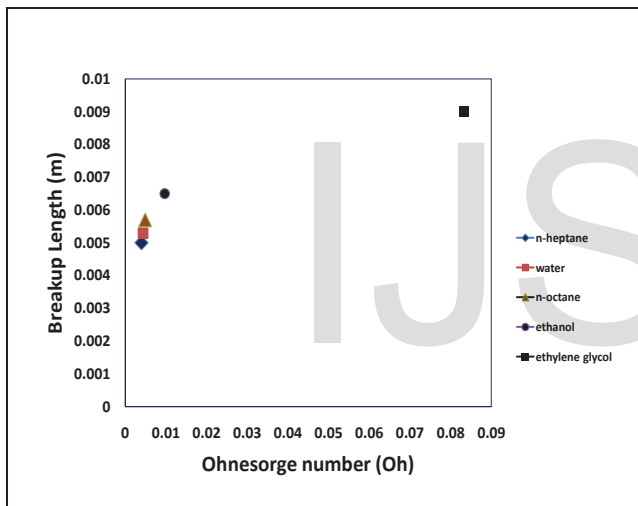 0.01
0.009
0.008
0.007
0.006
0.005
0.004
0.003
0.002
0.001
0
Breakup Length (m)
0 0.01 0.02 0.03 0.04 0.05 0.06 0.07 0.08 0.09
Ohnesorge number (Oh)
n-heptane
water
n-octane
ethanol
ethylene glycol
IJS